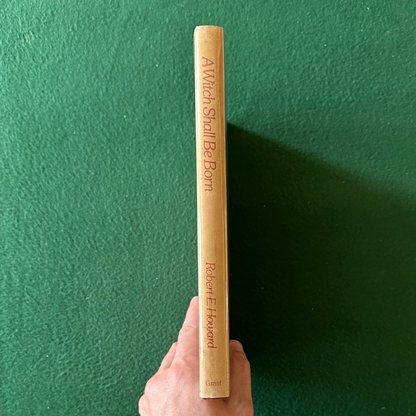 A Witch Shall Be Born
Robert E. Howard
Grant